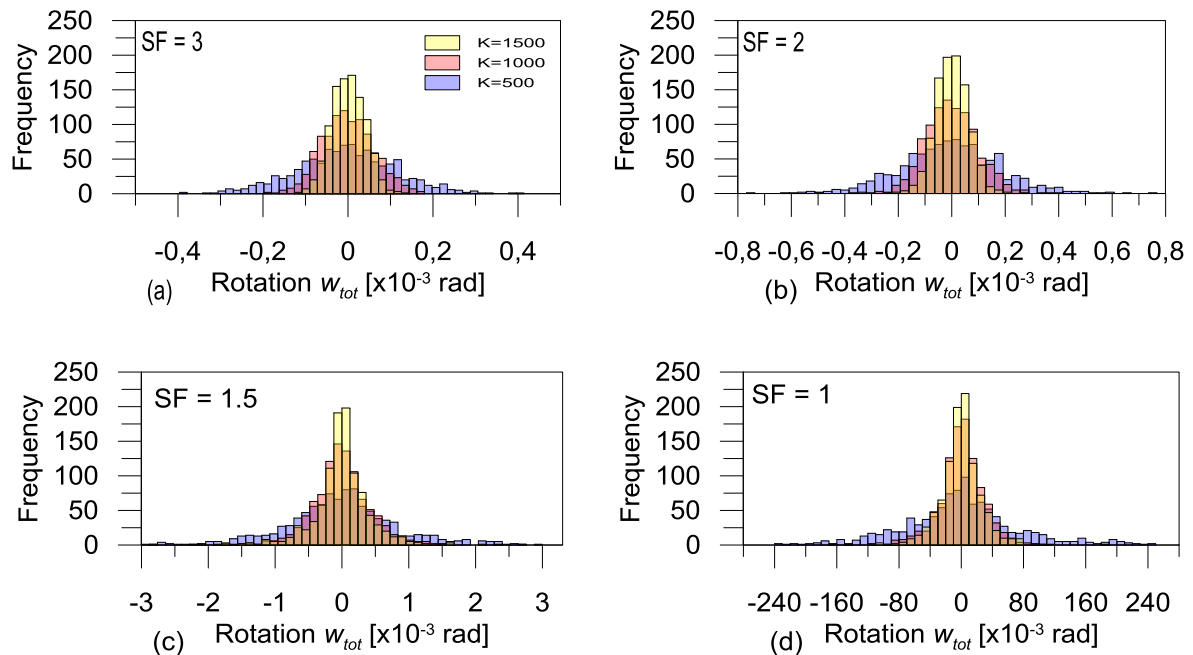 SF = 3
K=1500
K=1000
K=500
Frequency
250
200
150
100
50
0
-0,4 -0,2 0 0,2 0,4
Rotation w_tot [x10⁻³ rad]
(a)
SF = 2
Frequency
250
200
150
100
50
0
-0,8 -0,6 -0,4 -0,2 0 0,2 0,4 0,6 0,8
Rotation w_tot [x10⁻³ rad]
(b)
SF = 1.5
Frequency
250
200
150
100
50
0
-3 -2 -1 0 1 2 3
Rotation w_tot [x10⁻³ rad]
(c)
SF = 1
Frequency
250
200
150
100
50
0
-240 -160 -80 0 80 160 240
Rotation w_tot [x10⁻³ rad]
(d)